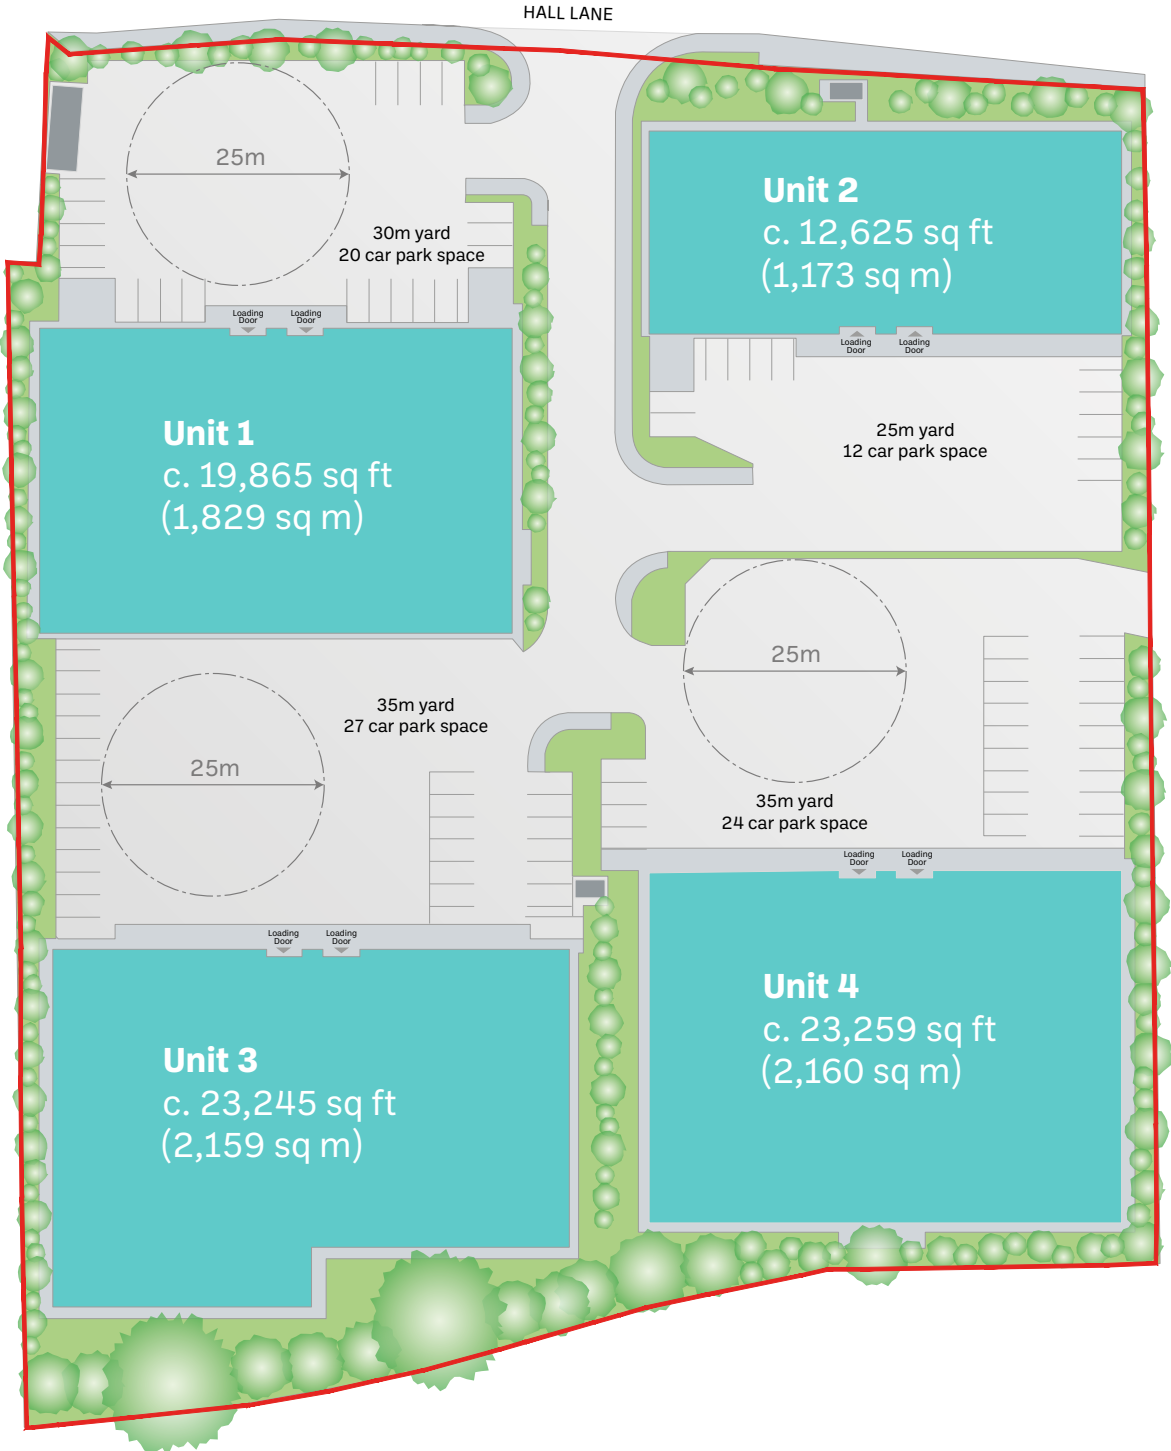 HALL LANE
25m
30m yard
20 car park space
Loading
Door
Loading
Door
Unit 2
c. 12,625 sq ft
(1,173 sq m)
Loading
Door
Loading
Door
Unit 1
c. 19,865 sq ft
(1,829 sq m)
25m yard
12 car park space
25m
35m yard
27 car park space
25m
35m yard
24 car park space
Loading
Door
Loading
Door
Loading
Door
Loading
Door
Unit 4
c. 23,259 sq ft
(2,160 sq m)
Unit 3
c. 23,245 sq ft
(2,159 sq m)